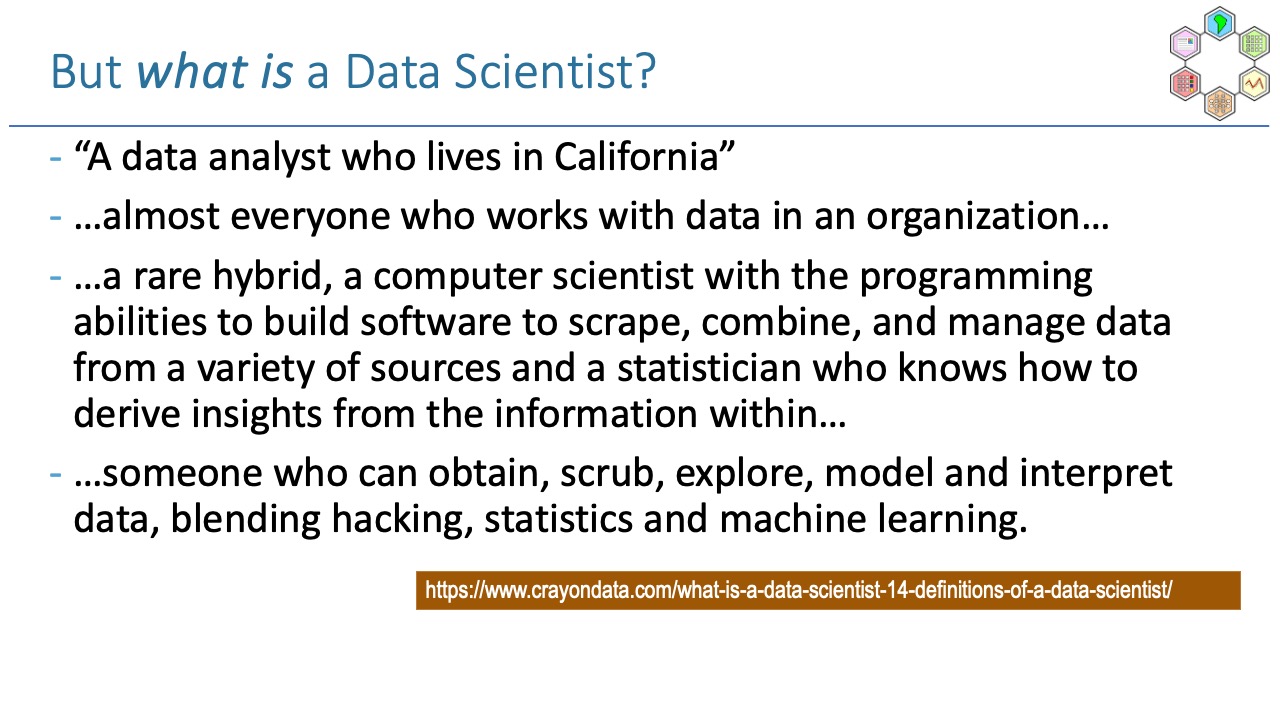 But what is a Data Scientist?
- “A data analyst who lives in California”
- …almost everyone who works with data in an organization…
- …a rare hybrid, a computer scientist with the programming
abilities to build software to scrape, combine, and manage data
from a variety of sources and a statistician who knows how to
derive insights from the information within…
- …someone who can obtain, scrub, explore, model and interpret
data, blending hacking, statistics and machine learning.
https://www.crayondata.com/what-is-a-data-scientist-14-definitions-of-a-data-scientist/